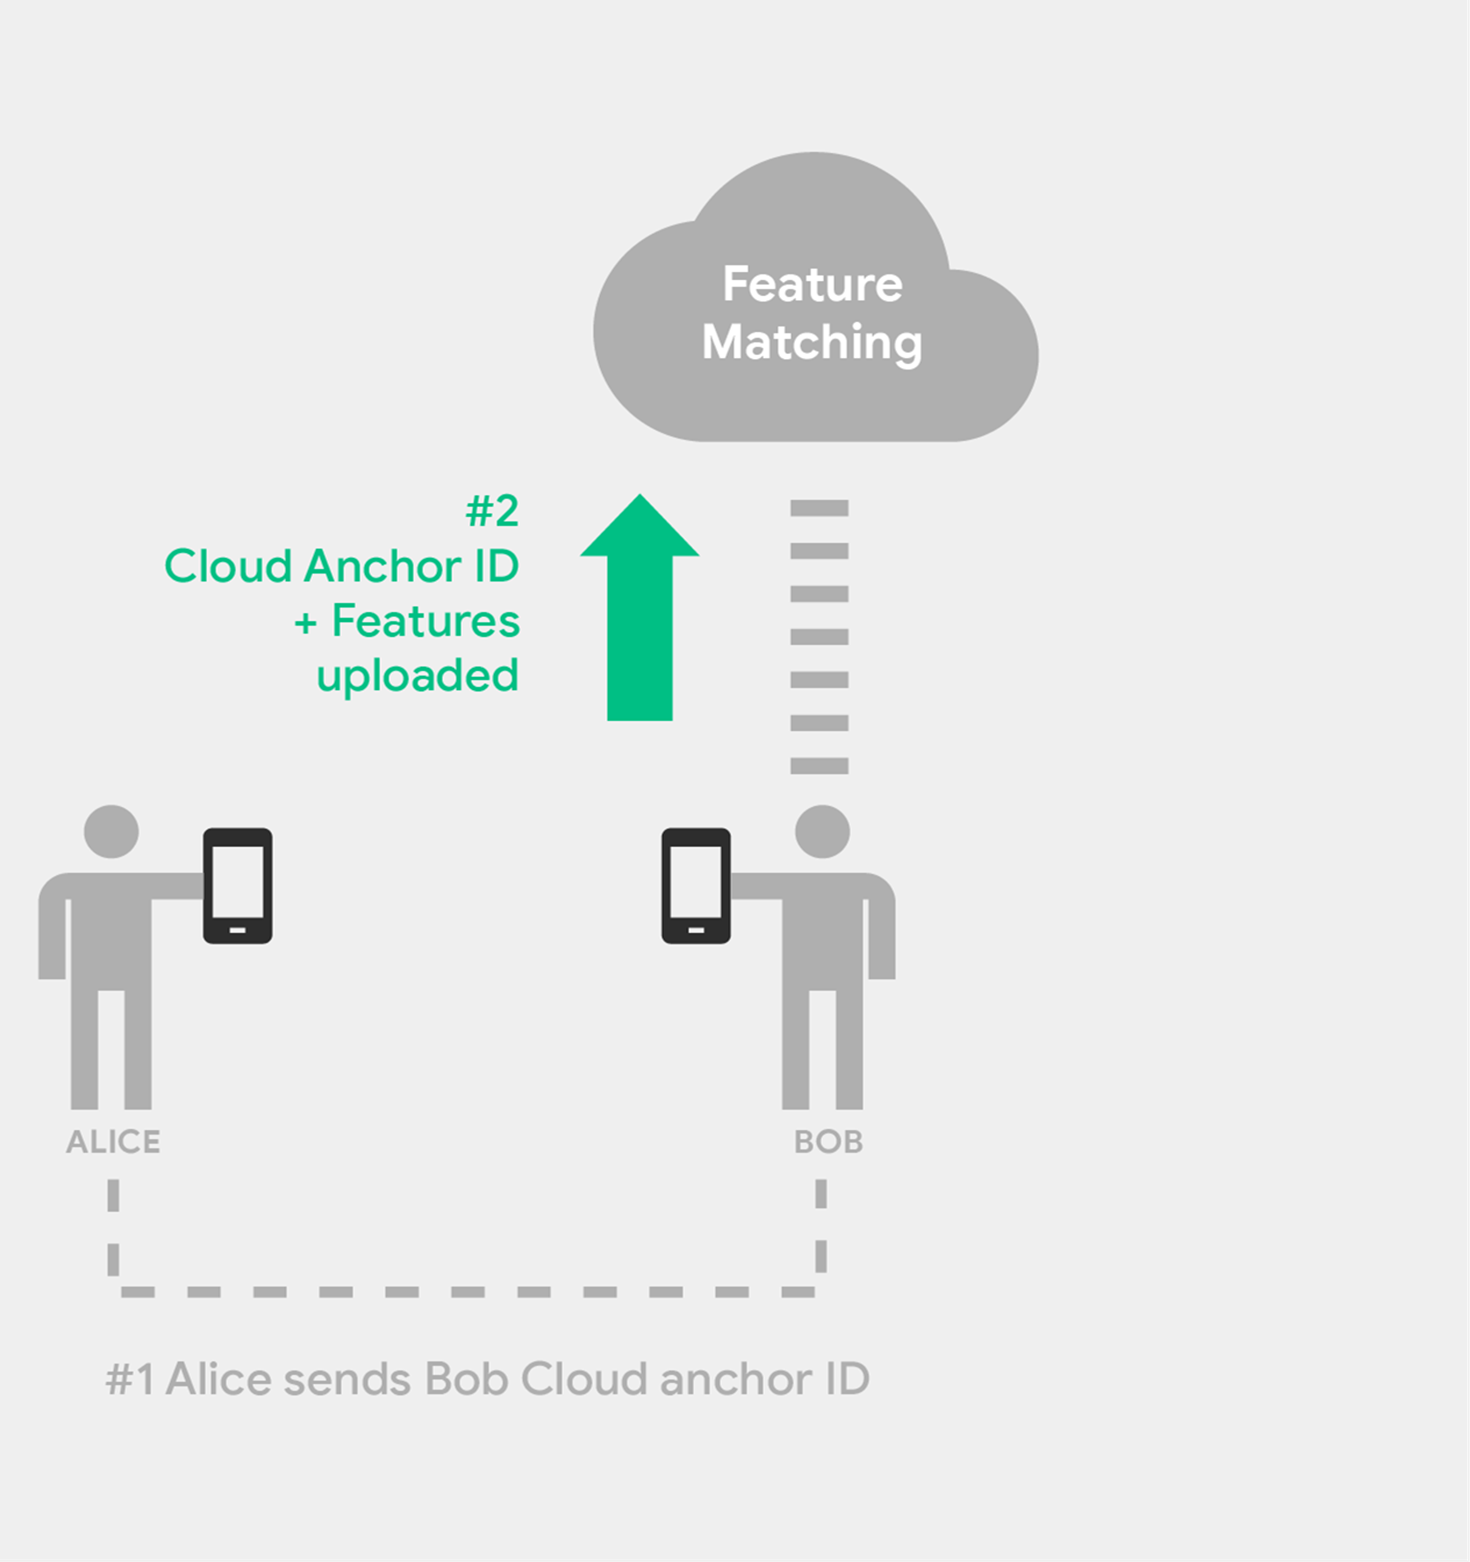 Feature
Matching
#2
Cloud Anchor ID
+ Features
uploaded
ALICE
BOB
#1 Alice sends Bob Cloud anchor ID